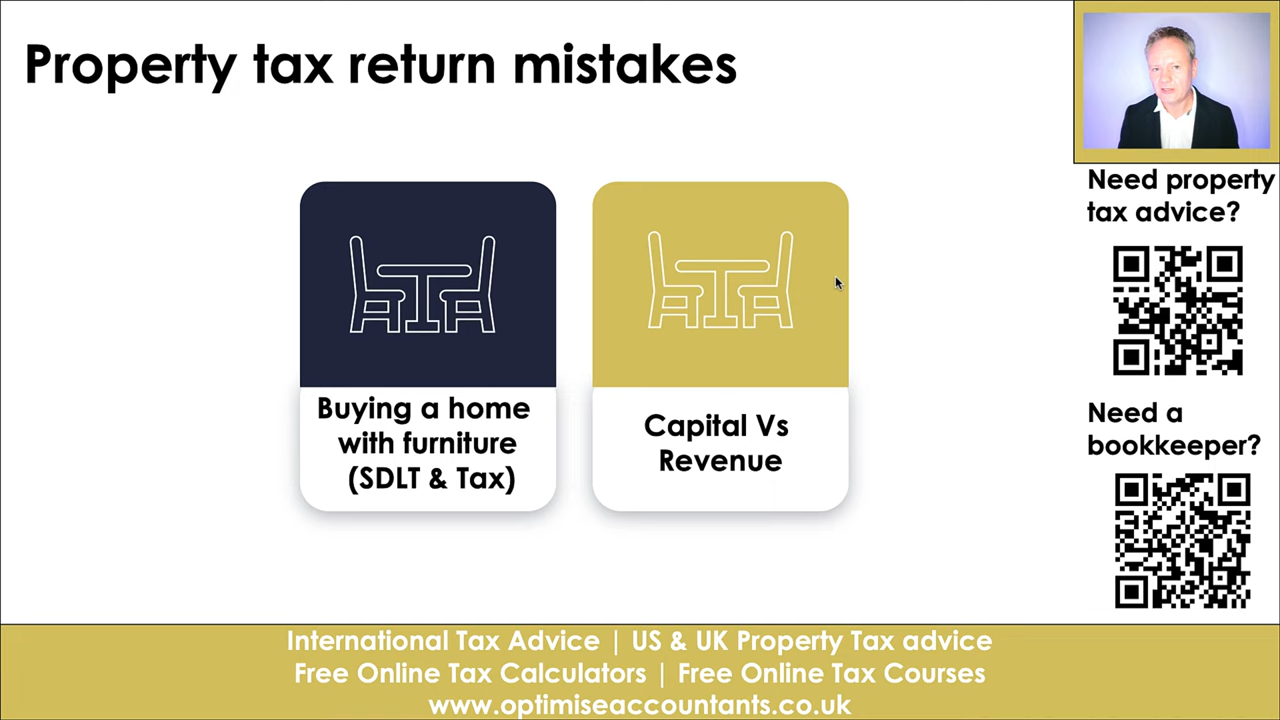 Property tax return mistakes
Buying a home
with furniture
(SDLT & Tax)
Capital Vs
Revenue
Need property
tax advice?
Need a
bookkeeper?
International Tax Advice | US & UK Property Tax advice
Free Online Tax Calculators | Free Online Tax Courses
www.optimiseaccountants.co.uk